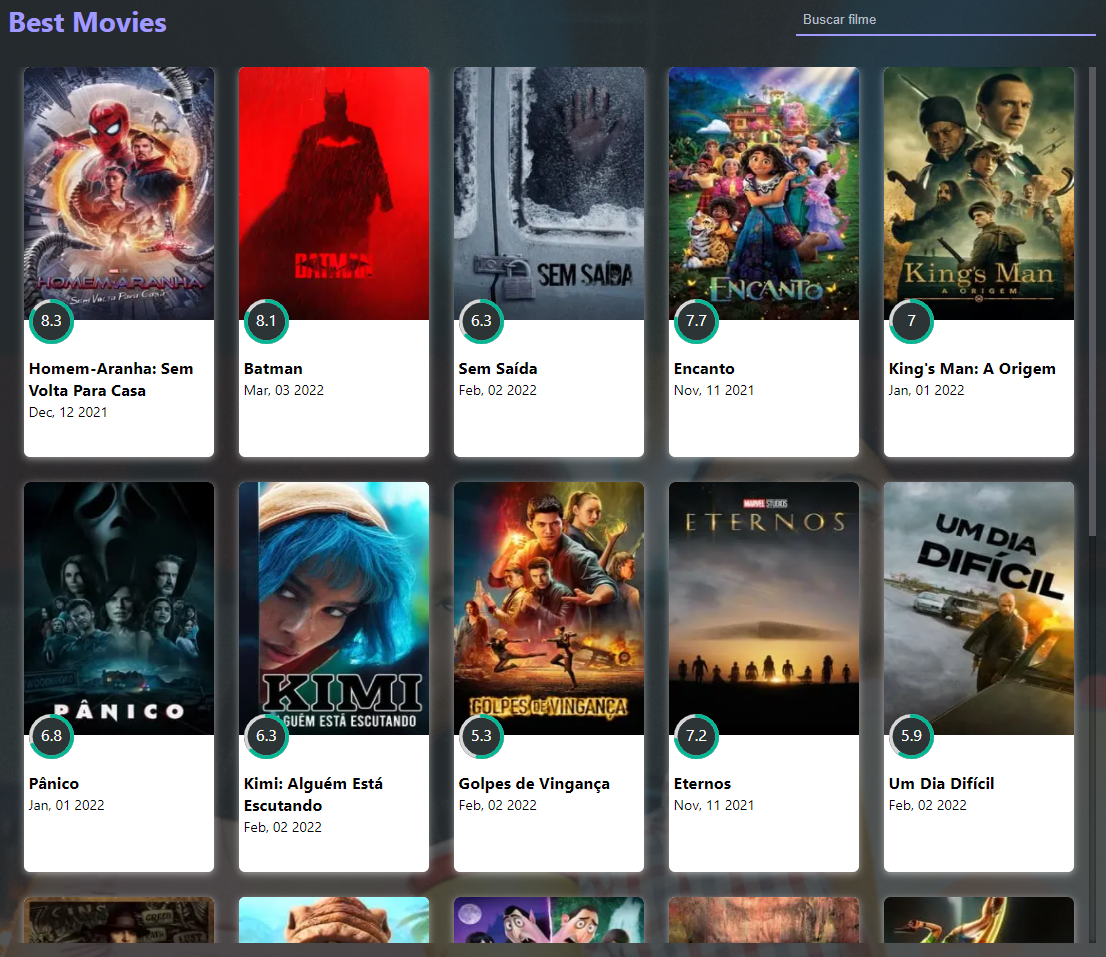 Best Movies
Buscar filme
HOMEM-ARANHA
Sem Volta Para Casa
BATMAN
SEM SAÍDA
ENCANTO
King's Man
A ORIGEM
8.3
8.1
6.3
7.7
7
Homem-Aranha: Sem
Volta Para Casa
Dec, 12 2021
Batman
Mar, 03 2022
Sem Saída
Feb, 02 2022
Encanto
Nov, 11 2021
King's Man: A Origem
Jan, 01 2022
PÂNICO
KIMI
ALGUÉM ESTÁ ESCUTANDO
GOLPES DE VINGANÇA
MARVEL STUDIOS
ETERNOS
UM DIA
DIFÍCIL
6.8
6.3
5.3
7.2
5.9
Pânico
Jan, 01 2022
Kimi: Alguém Está
Escutando
Feb, 02 2022
Golpes de Vingança
Feb, 02 2022
Eternos
Nov, 11 2021
Um Dia Difícil
Feb, 02 2022
GREED
LUST